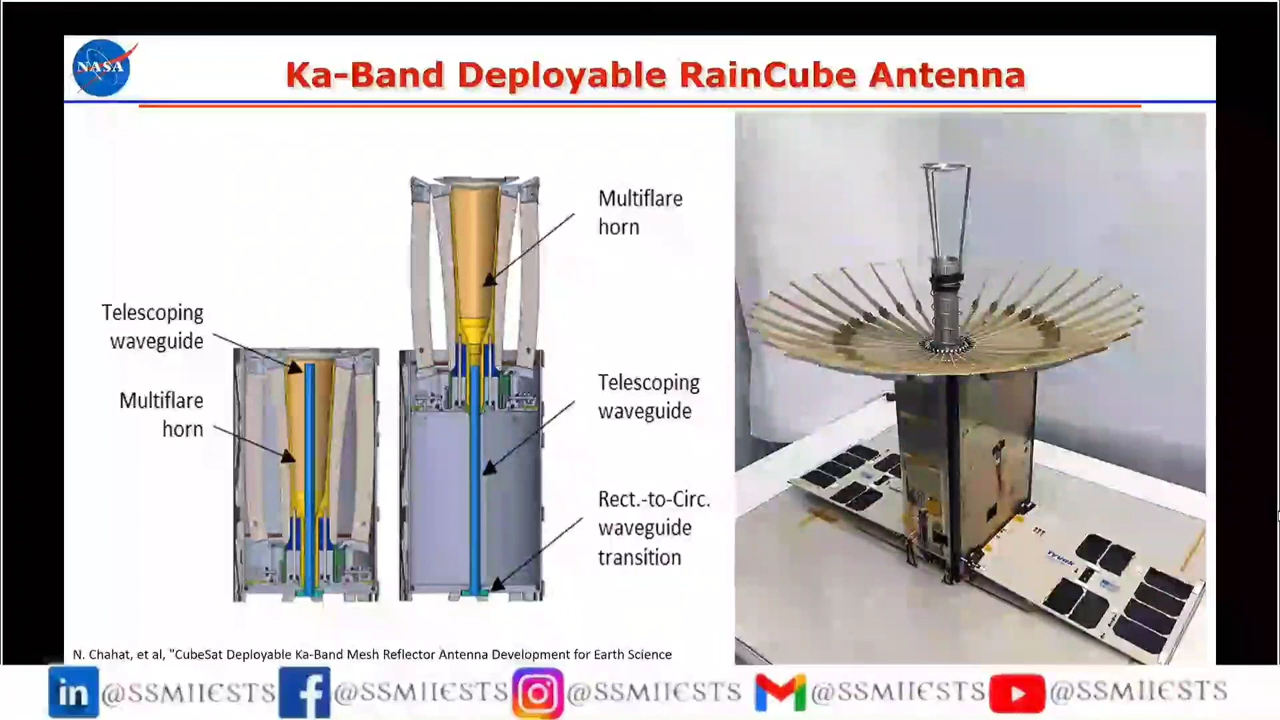 NASA
Ka-Band Deployable RainCube Antenna
Multiflare
horn
Telescoping
waveguide
Multiflare
horn
Telescoping
waveguide
Rect.-to-Circ.
waveguide
transition
TYVAK
N. Chahat, et al, "CubeSat Deployable Ka-Band Mesh Reflector Antenna Development for Earth Science
in @SSMIIESTS f @SSMIIESTS @SSMIIESTS @SSMIIESTS @SSMIIESTS